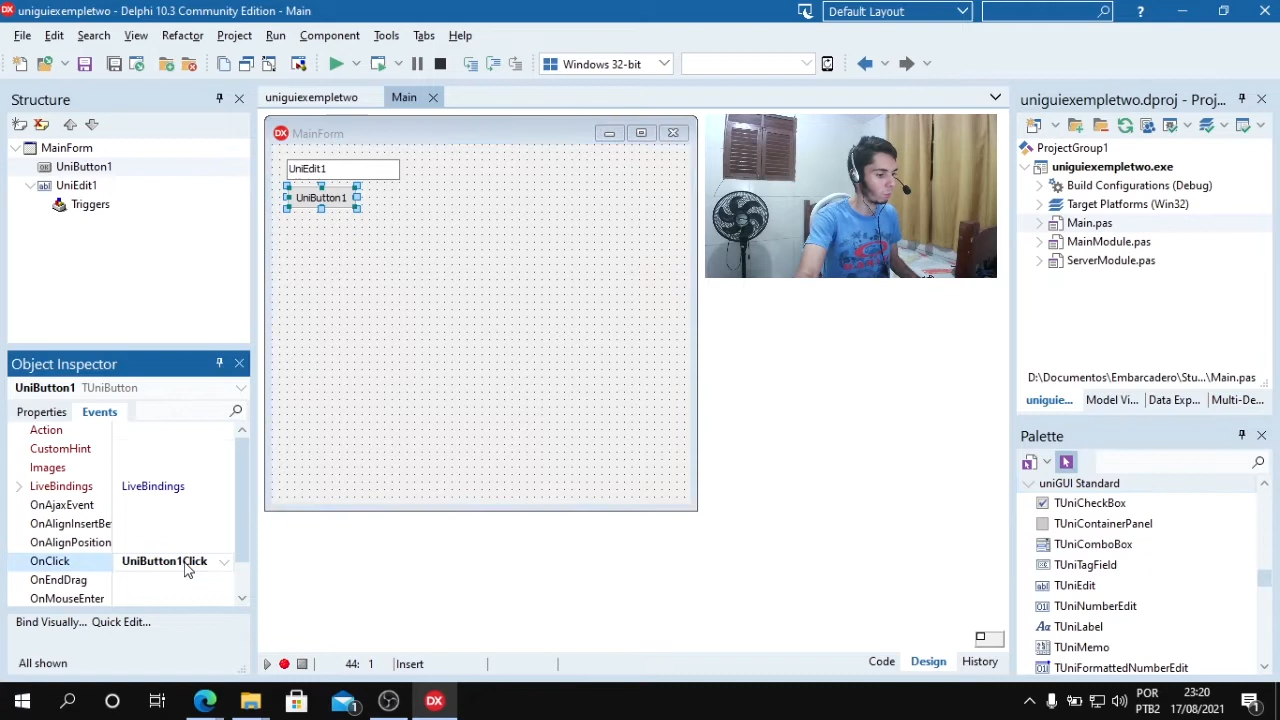 uniguiexempletwo - Delphi 10.3 Community Edition - Main
Default Layout
File Edit Search View Refactor Project Run Component Tools Tabs Help
Windows 32-bit
Structure
MainForm
UniButton1
UniEdit1
Triggers
Object Inspector
UniButton1 TUniButton
Properties Events
Action
CustomHint
Images
LiveBindings LiveBindings
OnAjaxEvent
OnAlignInsertBe
OnAlignPosition
OnClick UniButton1Click
OnEndDrag
OnMouseEnter
Bind Visually... Quick Edit...
All shown
uniguiexempletwo Main
MainForm
UniEdit1
UniButton1
44: 1 Insert
Code Design History
uniguiexempletwo.dproj - Proj...
ProjectGroup1
uniguiexempletwo.exe
Build Configurations (Debug)
Target Platforms (Win32)
Main.pas
MainModule.pas
ServerModule.pas
D:\Documentos\Embarcadero\Stu...\Main.pas
uniguie... Model Vi... Data Exp... Multi-De...
Palette
uniGUI Standard
TUniCheckBox
TUniContainerPanel
TUniComboBox
TUniTagField
TUniEdit
TUniNumberEdit
TUniLabel
TUniMemo
TUniFormattedNumberEdit
POR
PTB2
23:20
17/08/2021